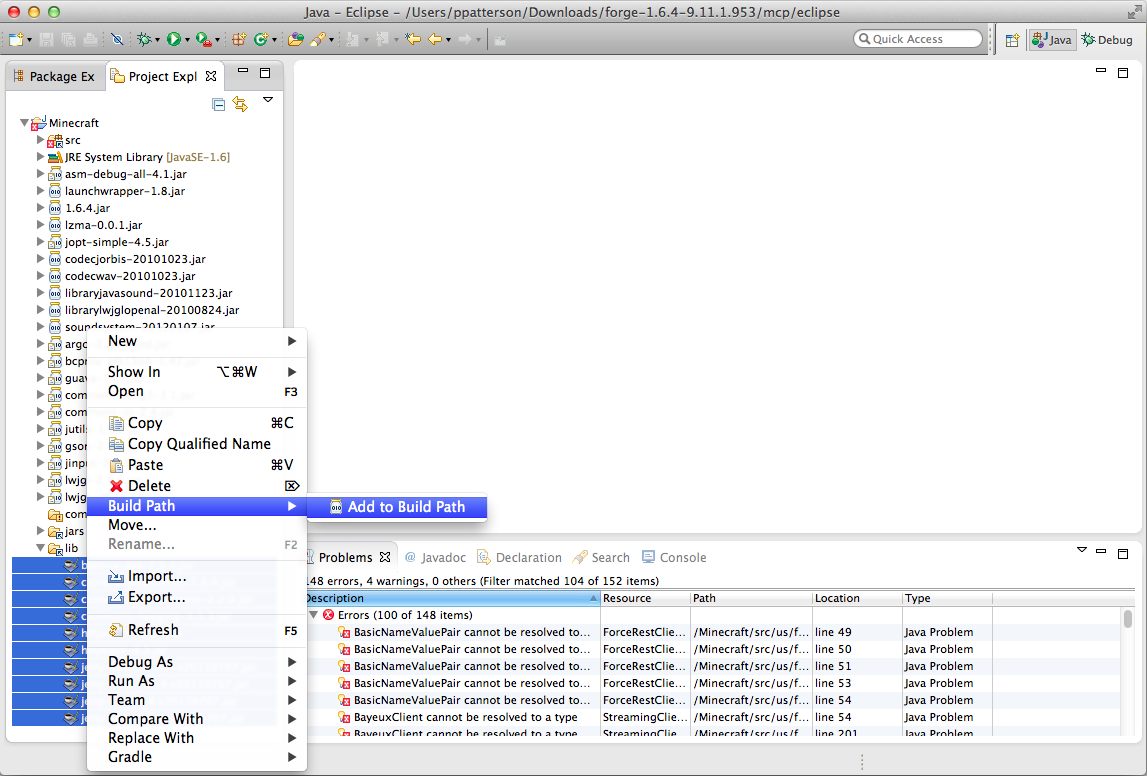 Java – Eclipse – /Users/ppatterson/Downloads/forge-1.6.4-9.11.1.953/mcp/eclipse
Quick Access
Java
Debug
Package Ex
Project Expl
Minecraft
src
JRE System Library [JavaSE-1.6]
asm-debug-all-4.1.jar
launchwrapper-1.8.jar
1.6.4.jar
lzma-0.0.1.jar
jopt-simple-4.5.jar
codecjorbis-20101023.jar
codecwav-20101023.jar
libraryjavasound-20101123.jar
librarylwjglopenal-20100824.jar
soundsystem-20120107.jar
argo
bcpr
guav
com
com
jutils
gson
jinpu
lwjg
lwjg
com
jars
lib
b
c
c
c
h
h
je
je
je
je
New
Show In ⌥⌘W
Open F3
Copy ⌘C
Copy Qualified Name
Paste ⌘V
Delete ⌦
Build Path
Add to Build Path
Move...
Rename... F2
Import...
Export...
Refresh F5
Debug As
Run As
Team
Compare With
Replace With
Gradle
Problems
@ Javadoc
Declaration
Search
Console
148 errors, 4 warnings, 0 others (Filter matched 104 of 152 items)
Description Resource Path Location Type
Errors (100 of 148 items)
BasicNameValuePair cannot be resolved to... ForceRestClie... /Minecraft/src/us/f... line 49 Java Problem
BasicNameValuePair cannot be resolved to... ForceRestClie... /Minecraft/src/us/f... line 50 Java Problem
BasicNameValuePair cannot be resolved to... ForceRestClie... /Minecraft/src/us/f... line 51 Java Problem
BasicNameValuePair cannot be resolved to... ForceRestClie... /Minecraft/src/us/f... line 53 Java Problem
BasicNameValuePair cannot be resolved to... ForceRestClie... /Minecraft/src/us/f... line 54 Java Problem
BayeuxClient cannot be resolved to a type StreamingClie... /Minecraft/src/us/f... line 54 Java Problem
BayeuxClient cannot be resolved to a type StreamingClie... /Minecraft/src/us/f... line 201 Java Problem